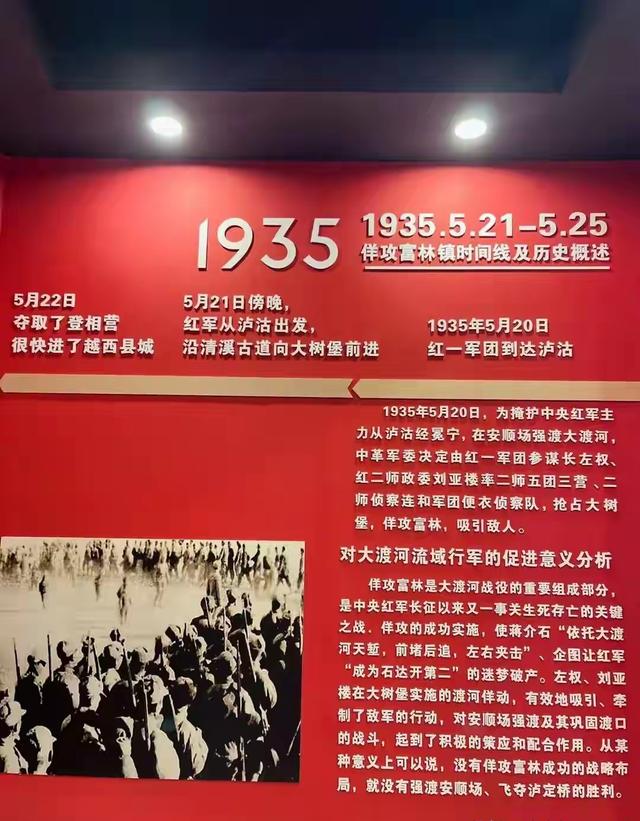 1935
1935.5.21-5.25
佯攻富林镇时间线及历史概述
5月22日
夺取了登相营
很快进了越西县城
5月21日傍晚，
红军从泸沽出发，
沿清溪古道向大树堡前进
1935年5月20日
红一军团到达泸沽
1935年5月20日，为掩护中央红军主
力从泸沽经冕宁，在安顺场强渡大渡河，
中革军委决定由红一军团参谋长左权、
红二师政委刘亚楼率二师五团三营、二
师侦察连和军团便衣侦察队，抢占大树
堡，佯攻富林，吸引敌人。
对大渡河流域行军的促进意义分析
佯攻富林是大渡河战役的重要组成部分，
是中央红军长征以来又一事关生死存亡的关键
之战．佯攻的成功实施，使蒋介石“依托大渡
河天堑，前堵后追，左右夹击”、企图让红军
“成为石达开第二”的迷梦破产。左权、刘亚
楼在大树堡实施的渡河佯动，有效地吸引、牵
制了敌军的行动，对安顺场强渡及其巩固渡口
的战斗，起到了积极的策应和配合作用。从某
种意义上可以说，没有佯攻富林成功的战略布
局，就没有强渡安顺场、飞夺泸定桥的胜利。